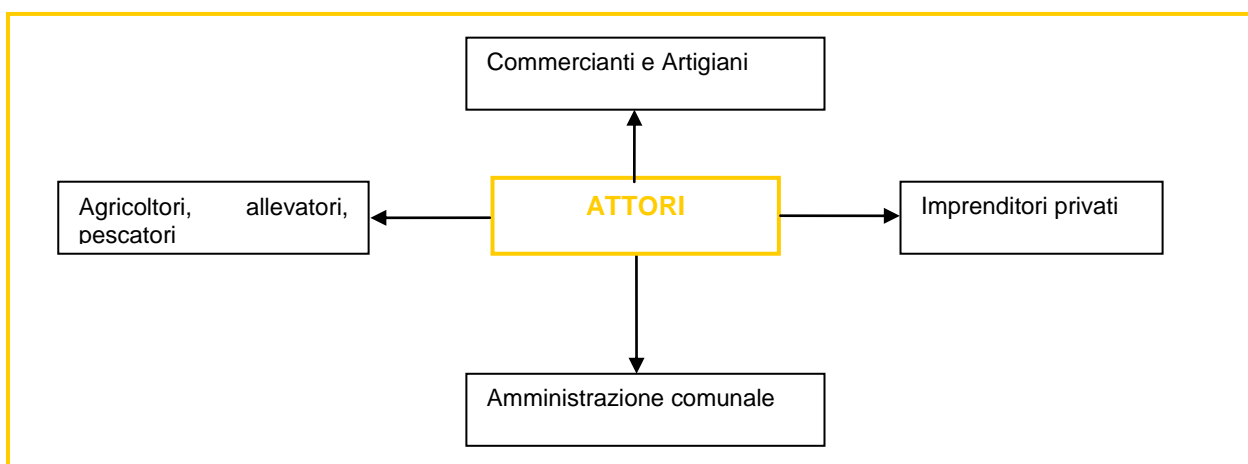 Commercianti e Artigiani
Agricoltori, allevatori,
pescatori
ATTORI
Imprenditori privati
Amministrazione comunale